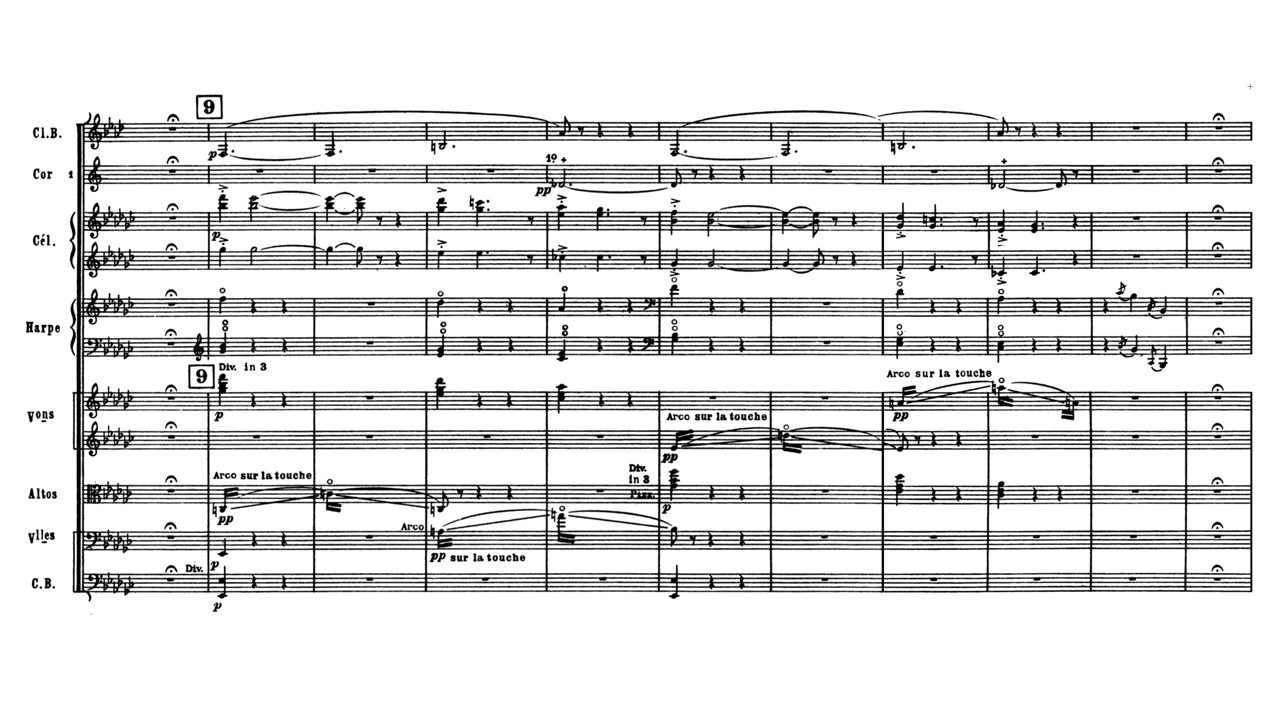 9
Cl.B.
p
Cor 1
1º +
pp
+
Cél.
p
Harpe
9
Div. in 3
Vons
p
Arco sur la touche
pp
Arco sur la touche
pp
Altos
Arco sur la touche
pp
Div.
in 3
Pizz.
p
Vlles
p
Arco
pp sur la touche
C.B.
Div.
p